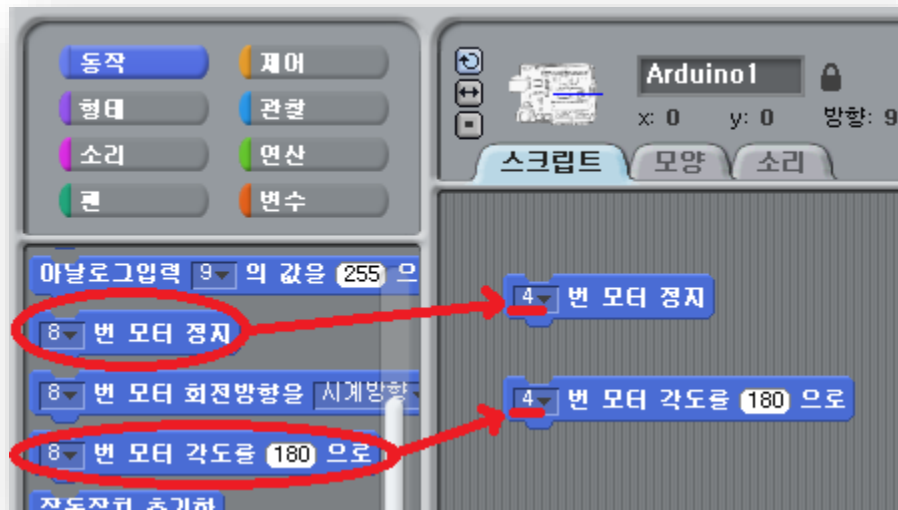 동작 제어
형태 관찰
소리 연산
펜 변수
Arduino1
x: 0 y: 0 방향: 9
스크립트 모양 소리
아날로그입력 9 의 값을 255 으
8 번 모터 정지
8 번 모터 회전방향을 시계방향
8 번 모터 각도를 180 으로
4 번 모터 정지
4 번 모터 각도를 180 으로